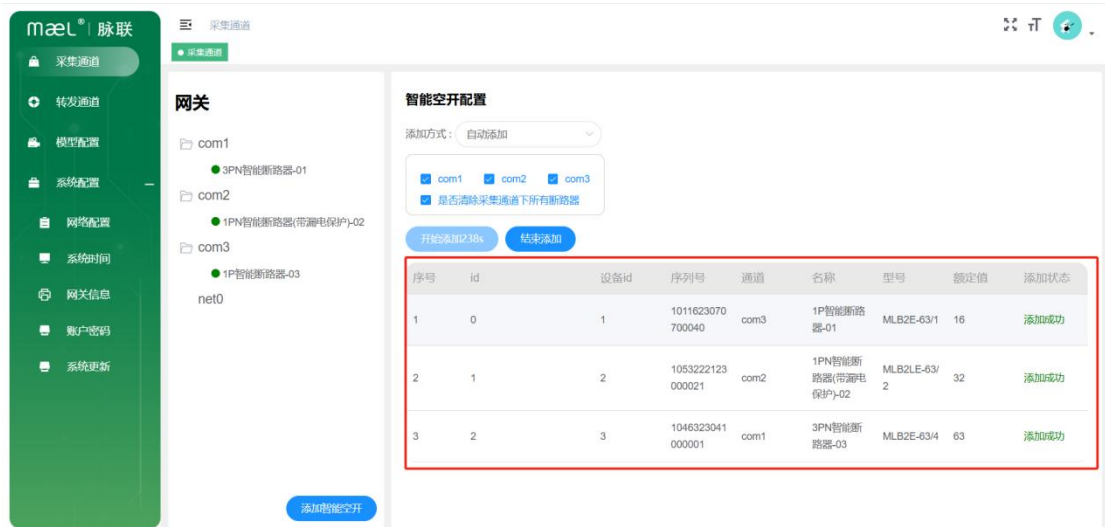 mæL® | 脉联
采集通道
转发通道
模型配置
系统配置
网络配置
系统时间
网关信息
账户密码
系统更新
采集通道
采集通道
网关
com1
3PN智能断路器-01
com2
1PN智能断路器(带漏电保护)-02
com3
1P智能断路器-03
net0
添加智能空开
智能空开配置
添加方式: 自动添加
com1 com2 com3
是否清除采集通道下所有断路器
开始添加238s 结束添加
序号 id 设备id 序列号 通道 名称 型号 额定值 添加状态
1 0 1 1011623070 com3 1P智能断路 MLB2E-63/1 16 添加成功
700040 器-01
2 1 2 1053222123 com2 1PN智能断 MLB2LE-63/ 32 添加成功
000021 路器(带漏电 2
保护)-02
3 2 3 1046323041 com1 3PN智能断 MLB2E-63/4 63 添加成功
000001 路器-03